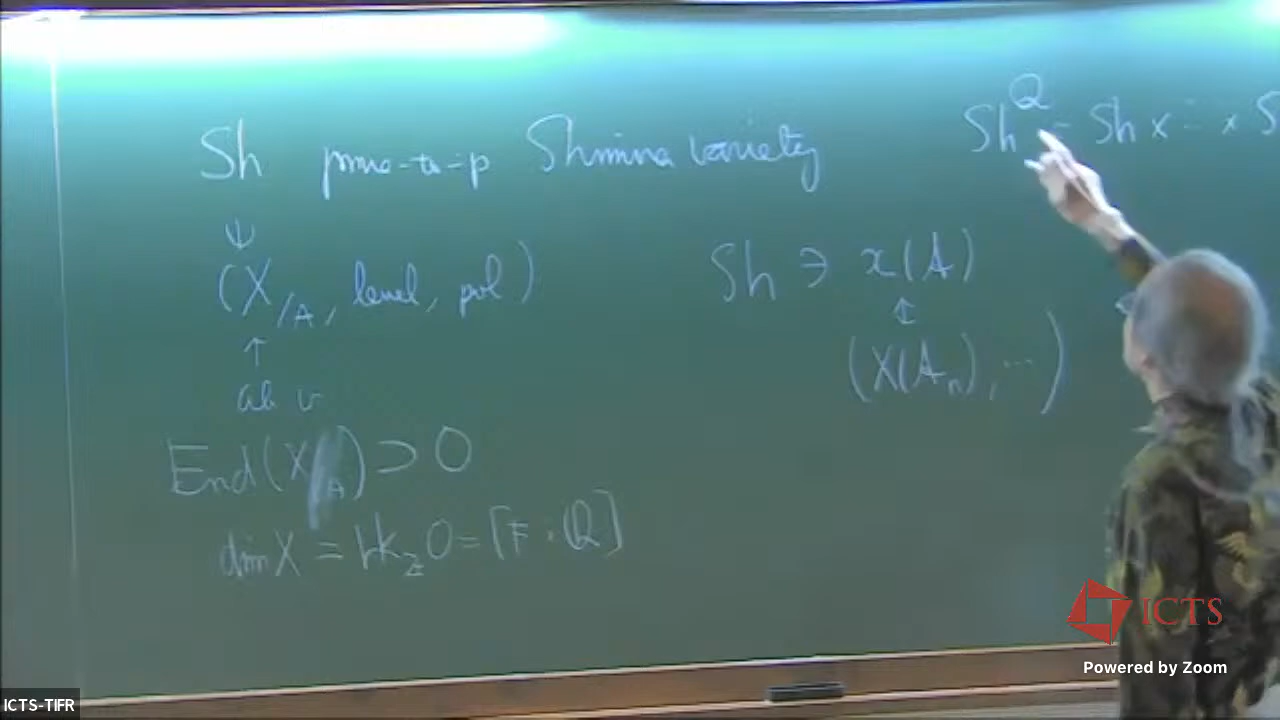 Sh prime-to-p Shimura variety
Ψ
(X/A, level, pol)
↑
ab v
End(X/A) ⊃ O
dim X = rk_Z O = [F : Q]
Sh^Q = Sh × ⋯ × S
Sh ∋ x(A)
↕
(X(A_n), ⋯)
ICTS
Powered by Zoom
ICTS-TIFR